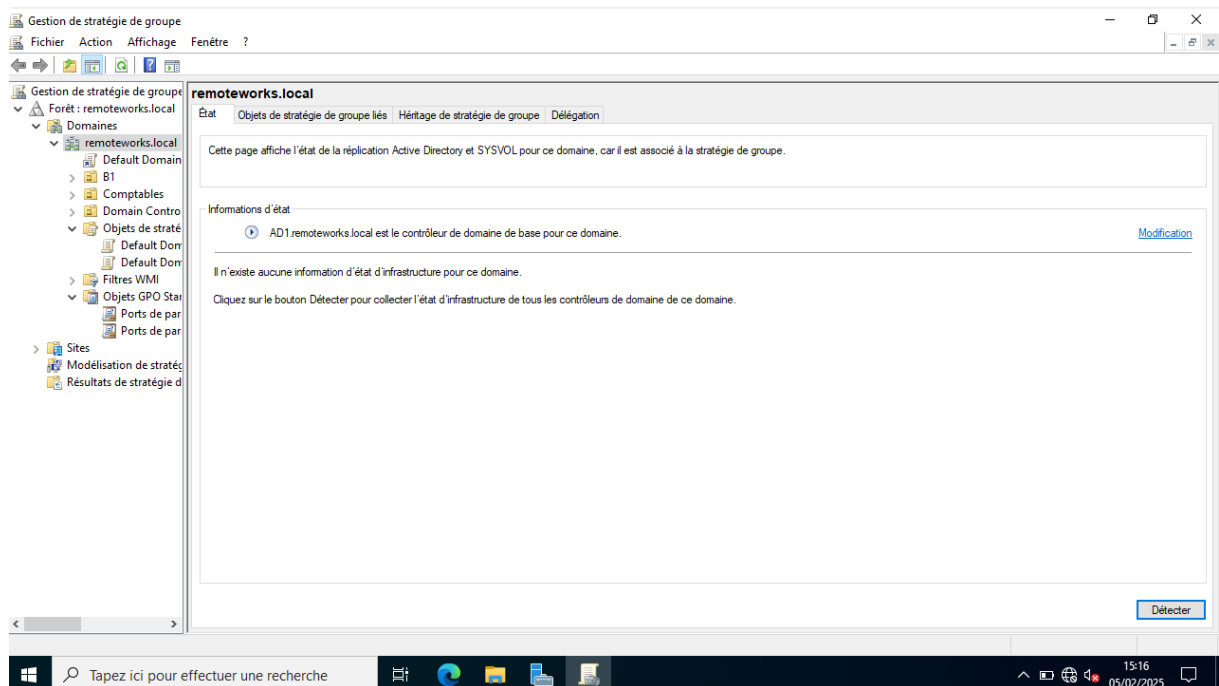 Gestion de stratégie de groupe
Fichier Action Affichage Fenêtre ?
Gestion de stratégie de groupe
Forêt : remoteworks.local
Domaines
remoteworks.local
Default Domain
B1
Comptables
Domain Contro
Objets de straté
Default Dom
Default Dom
Filtres WMI
Objets GPO Star
Ports de par
Ports de par
Sites
Modélisation de stratég
Résultats de stratégie d
remoteworks.local
État Objets de stratégie de groupe liés Héritage de stratégie de groupe Délégation
Cette page affiche l'état de la réplication Active Directory et SYSVOL pour ce domaine, car il est associé à la stratégie de groupe.
Informations d'état
AD1.remoteworks.local est le contrôleur de domaine de base pour ce domaine. Modification
Il n'existe aucune information d'état d'infrastructure pour ce domaine.
Cliquez sur le bouton Détecter pour collecter l'état d'infrastructure de tous les contrôleurs de domaine de ce domaine.
Détecter
Tapez ici pour effectuer une recherche
15:16
05/02/2025